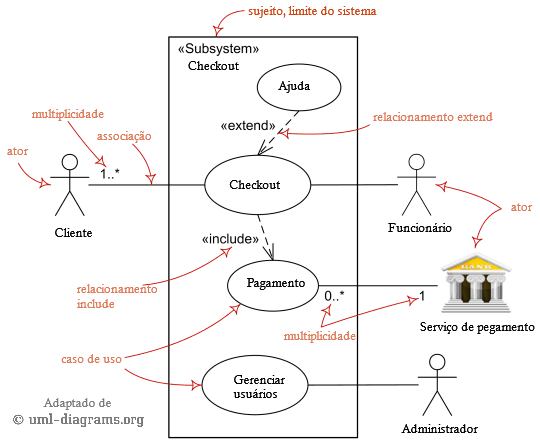 sujeito, limite do sistema
«Subsystem»
Checkout
Ajuda
multiplicidade
«extend»
relacionamento extend
associação
ator
1..*
Checkout
Cliente
Funcionário
ator
«include»
BANK
relacionamento
include
Pagamento
0..*
1
multiplicidade
Serviço de pegamento
caso de uso
Gerenciar
usuários
Adaptado de
© uml-diagrams.org
Administrador